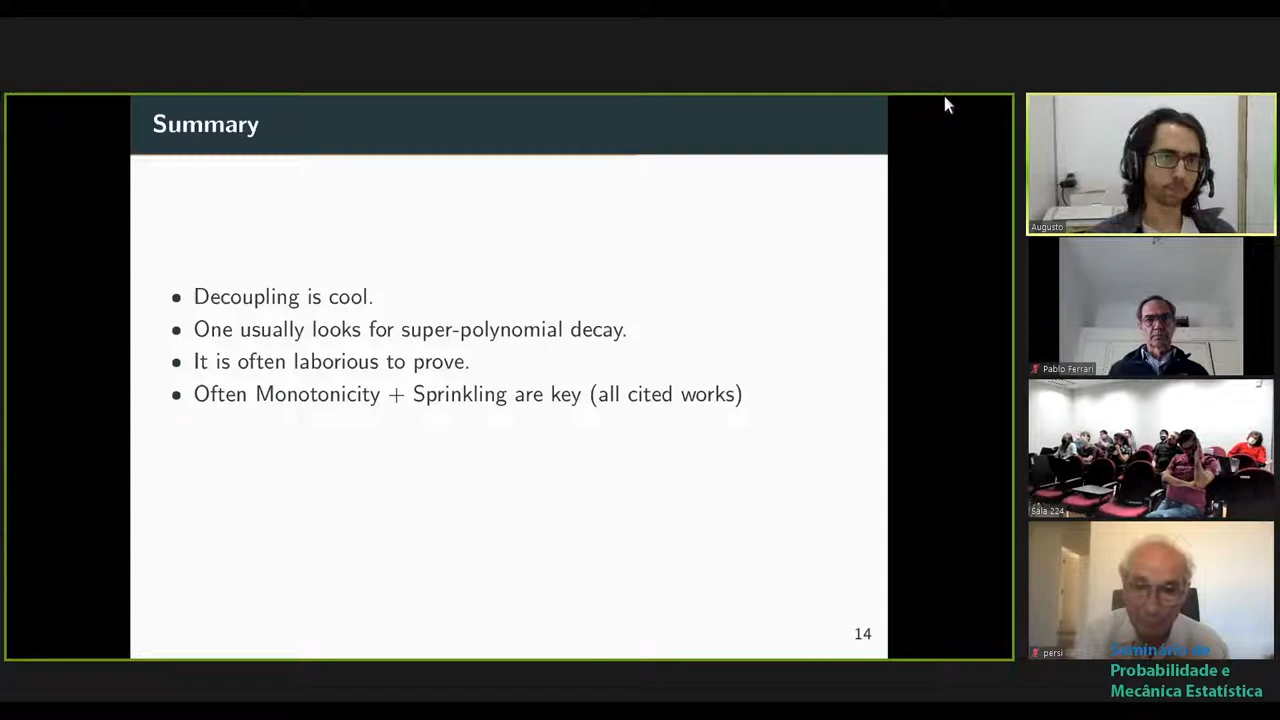 Summary
• Decoupling is cool.
• One usually looks for super-polynomial decay.
• It is often laborious to prove.
• Often Monotonicity + Sprinkling are key (all cited works)
14
Augusto
Pablo Ferrari
Sala 224
persi
Seminário de
Probabilidade e
Mecânica Estatística